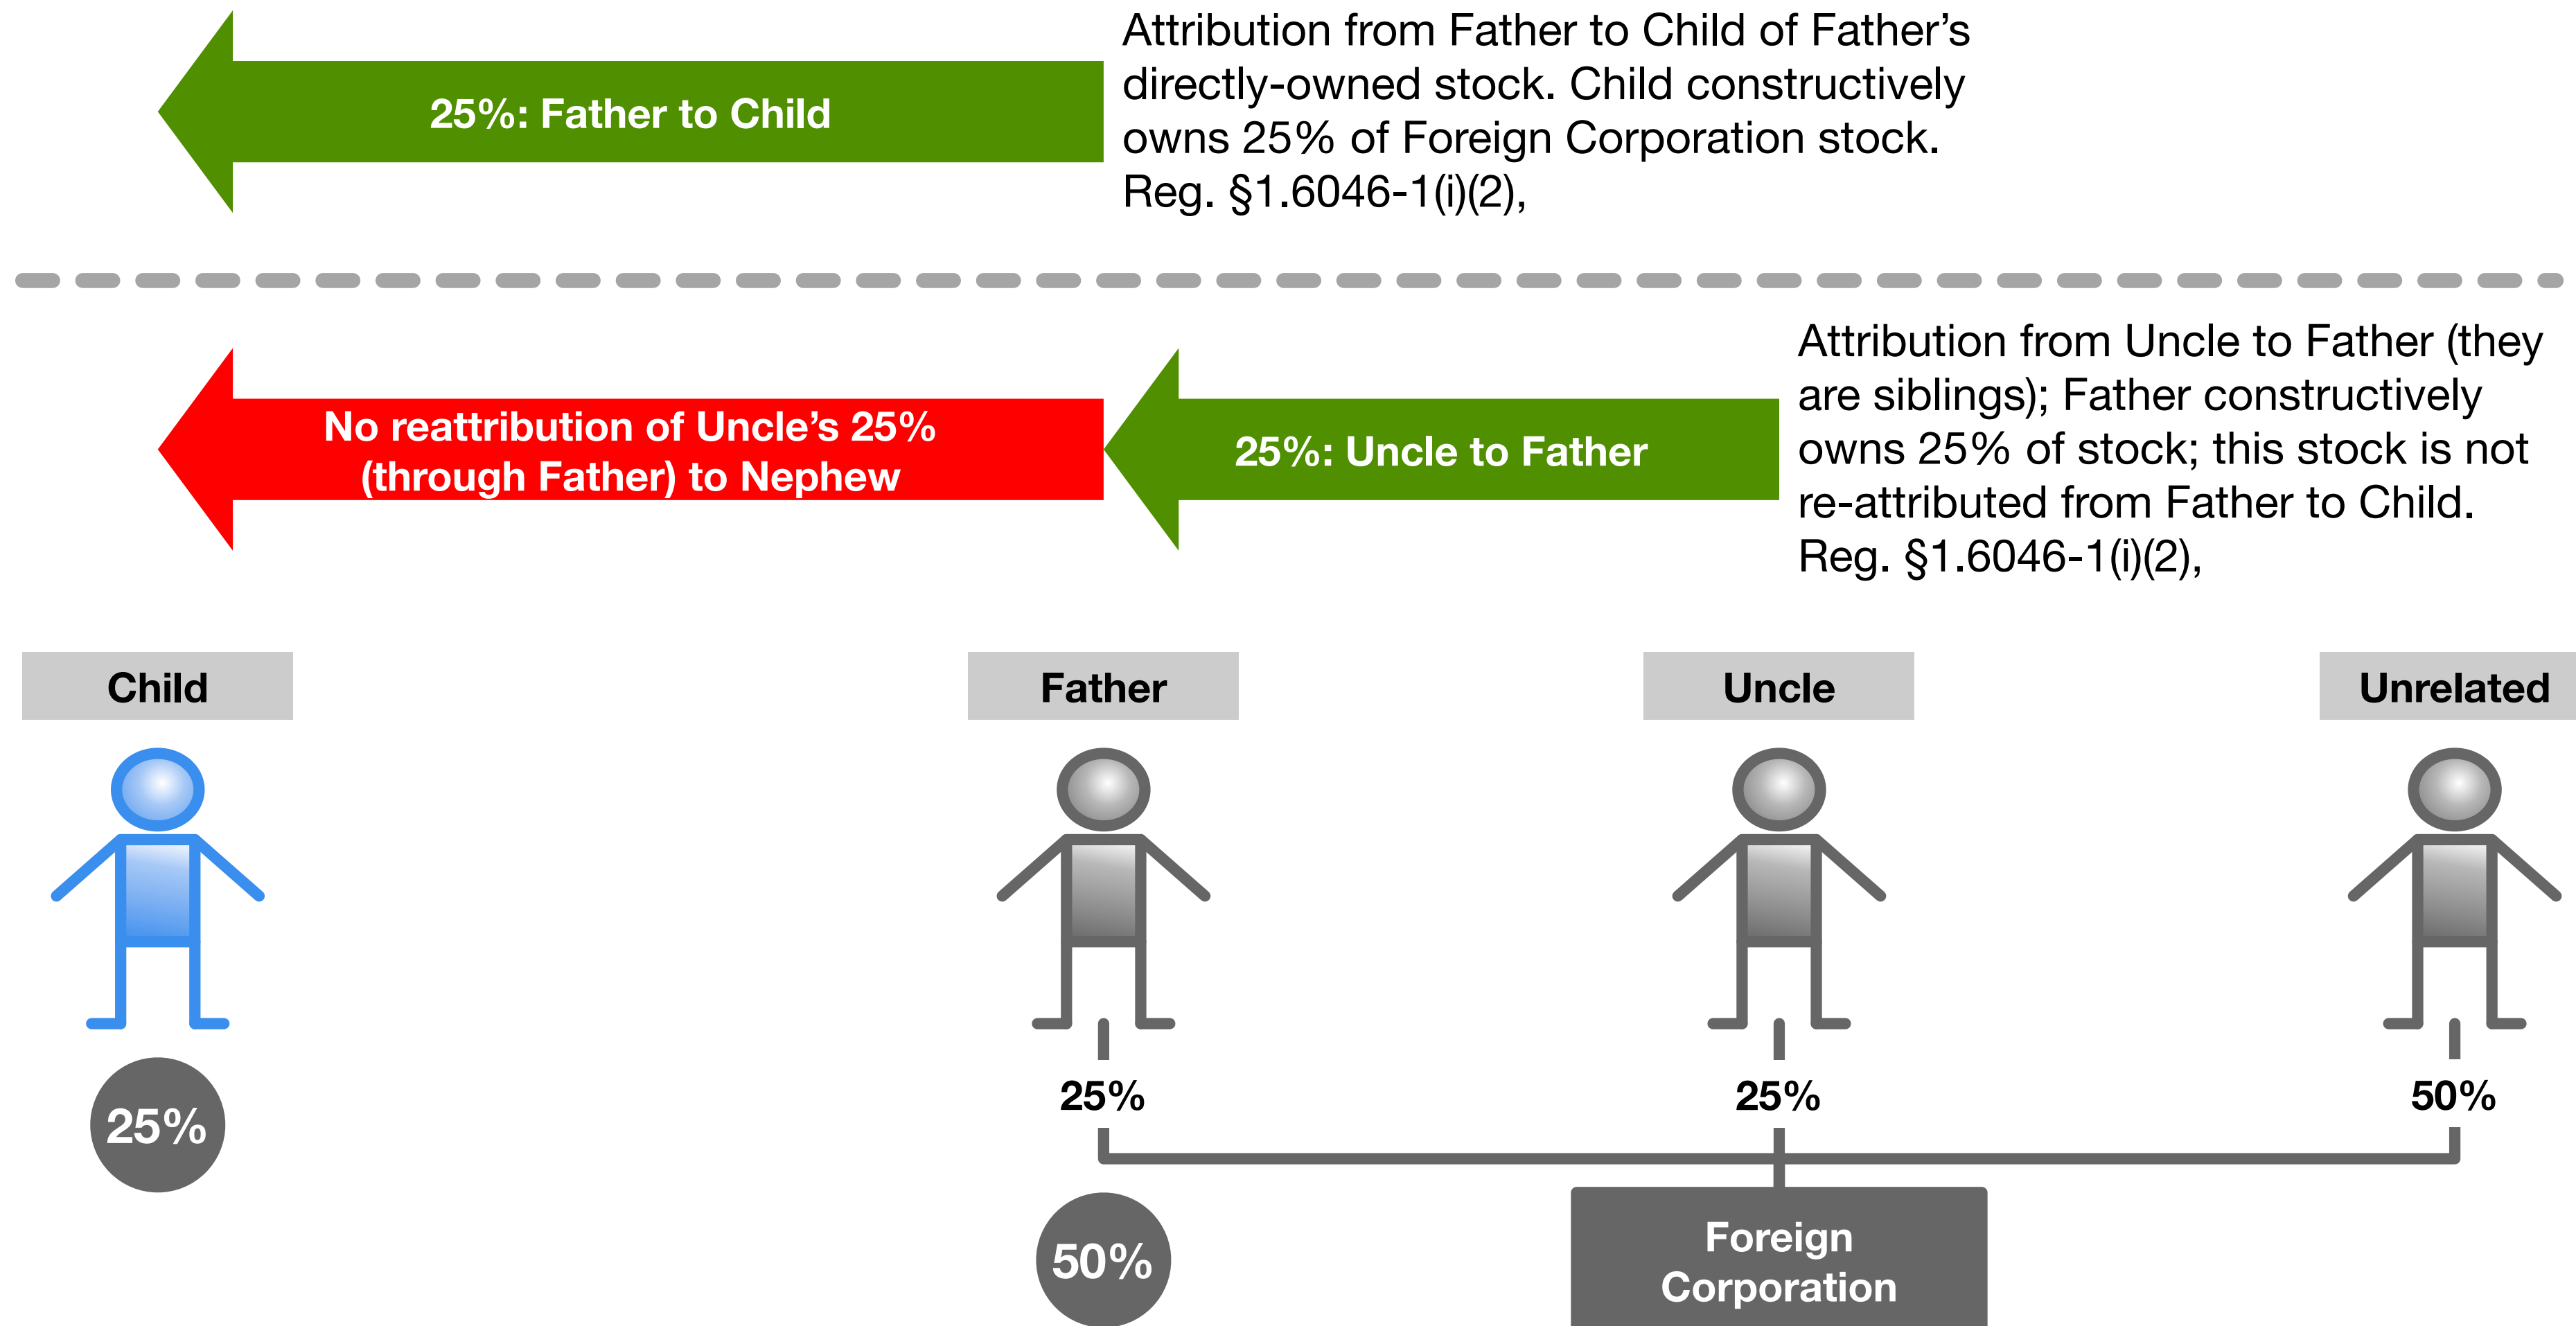 25%: Father to Child
Attribution from Father to Child of Father’s
directly-owned stock. Child constructively
owns 25% of Foreign Corporation stock.
Reg. §1.6046-1(i)(2),
No reattribution of Uncle’s 25%
(through Father) to Nephew
25%: Uncle to Father
Attribution from Uncle to Father (they
are siblings); Father constructively
owns 25% of stock; this stock is not
re-attributed from Father to Child.
Reg. §1.6046-1(i)(2),
Child
Father
Uncle
Unrelated
25%
25%
25%
50%
50%
Foreign
Corporation